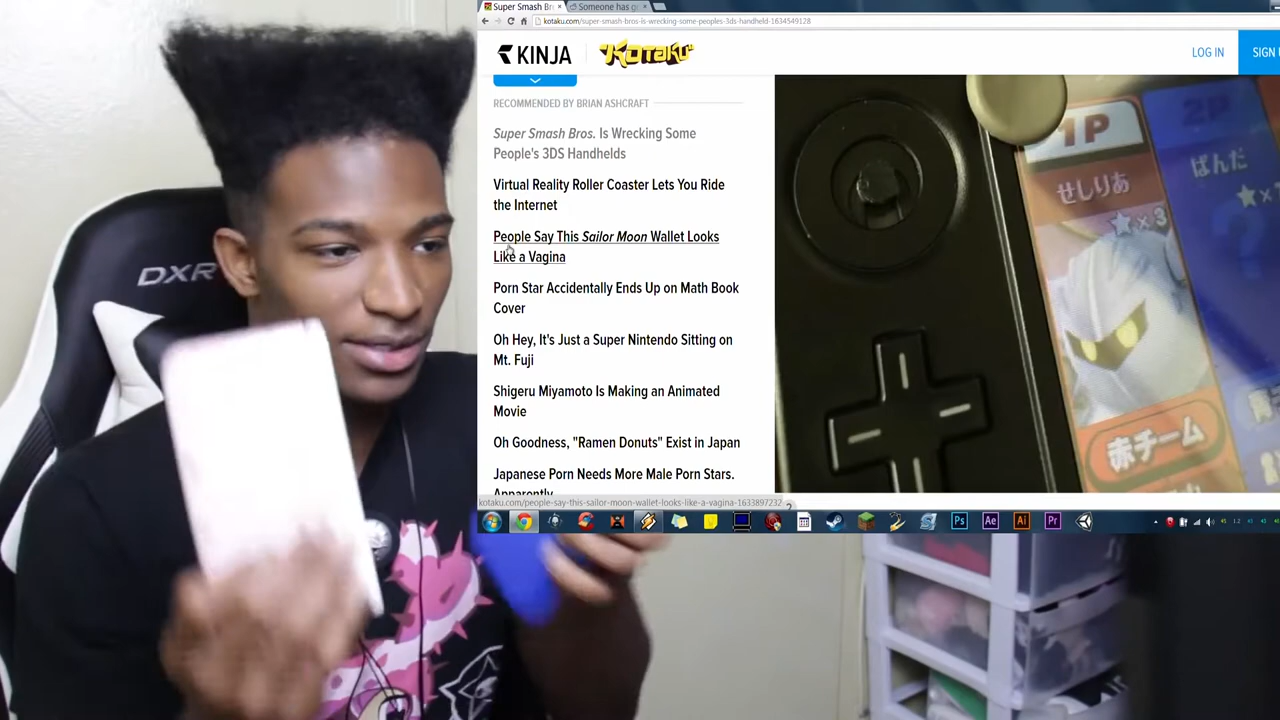 Super Smash Br
Someone has g
kotaku.com/super-smash-bros-is-wrecking-some-peoples-3ds-handheld-1634549128
KINJA
KOTAKU
LOG IN
SIGN
RECOMMENDED BY BRIAN ASHCRAFT
Super Smash Bros. Is Wrecking Some
People's 3DS Handhelds
Virtual Reality Roller Coaster Lets You Ride
the Internet
People Say This Sailor Moon Wallet Looks
Like a Vagina
Porn Star Accidentally Ends Up on Math Book
Cover
Oh Hey, It's Just a Super Nintendo Sitting on
Mt. Fuji
Shigeru Miyamoto Is Making an Animated
Movie
Oh Goodness, "Ramen Donuts" Exist in Japan
Japanese Porn Needs More Male Porn Stars.
Apparently
kotaku.com/people-say-this-sailor-moon-wallet-looks-like-a-vagina-1633897232
1P
せしりあ
★×3
赤チーム
2P
ぱんだ
★×
DXR
Ps
Ae
Ai
Pr